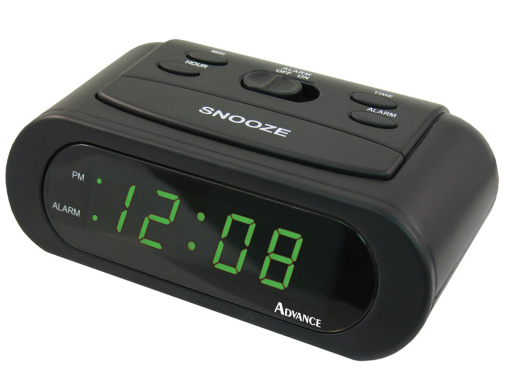 MIN
HOUR
ALARM
OFF ON
TIME
ALARM
SNOOZE
PM
ALARM
12:08
ADVANCE